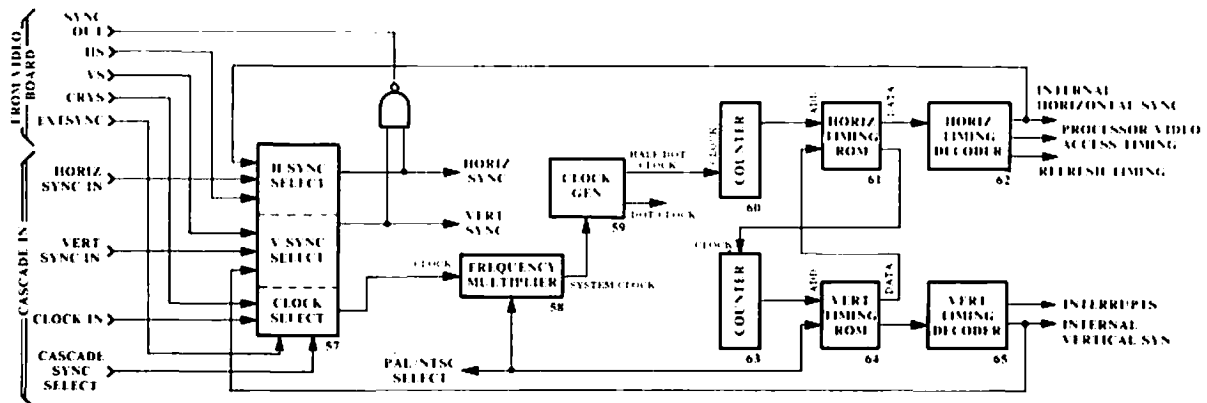 FROM VIDEO
BOARD
SYNC
OUT
HS
VS
CRYS
EXTSYNC
CASCADE IN
HORIZ
SYNC IN
VERT
SYNC IN
CLOCK IN
CASCADE
SYNC
SELECT
H SYNC
SELECT
V SYNC
SELECT
CLOCK
SELECT
57
HORIZ
SYNC
VERT
SYNC
CLOCK
FREQUENCY
MULTIPLIER
58
SYSTEM CLOCK
PAL/NTSC
SELECT
CLOCK
GEN
59
HALF DOT
CLOCK
DOT CLOCK
CLOCK
COUNTER
60
ADD
HORIZ
TIMING
ROM
61
DATA
HORIZ
TIMING
DECODER
62
INTERNAL
HORIZONTAL SYNC
PROCESSOR VIDEO
ACCESS TIMING
REFRESH TIMING
CLOCK
COUNTER
63
ADD
VERT
TIMING
ROM
64
DATA
VERT
TIMING
DECODER
65
INTERRUPTS
INTERNAL
VERTICAL SYN